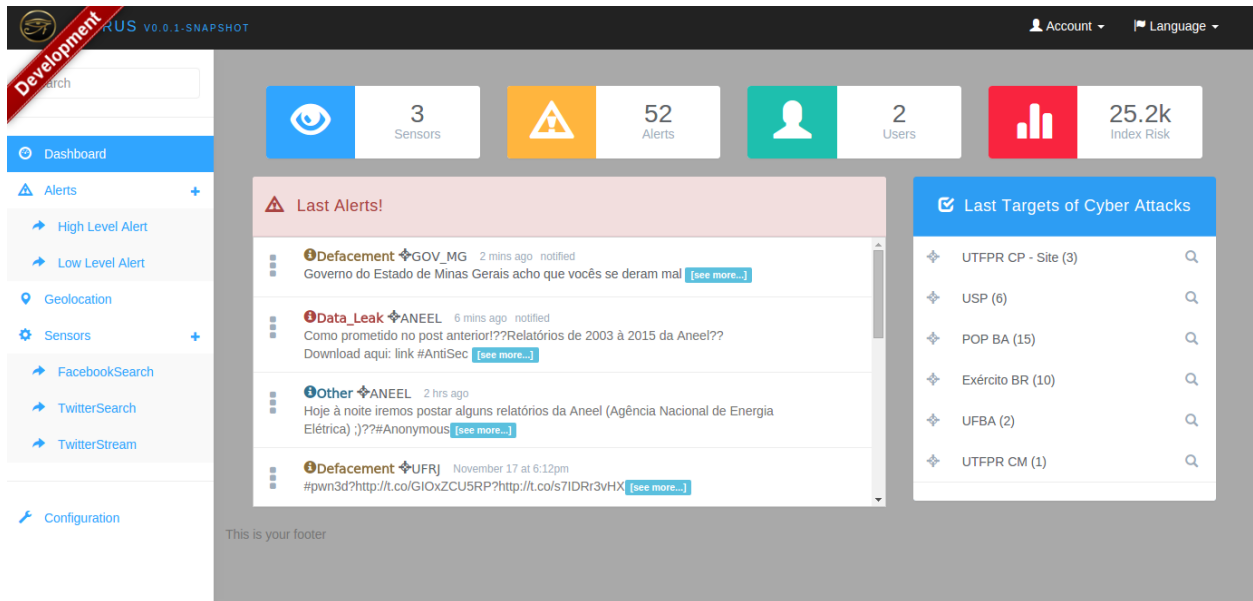 RUS V0.0.1-SNAPSHOT
Account
Language
Development
arch
3
Sensors
52
Alerts
2
Users
25.2k
Index Risk
Dashboard
Alerts
High Level Alert
Low Level Alert
Geolocation
Sensors
FacebookSearch
TwitterSearch
TwitterStream
Configuration
Last Alerts!
Defacement GOV_MG 2 mins ago notified
Governo do Estado de Minas Gerais acho que vocês se deram mal [see more...]
Data_Leak ANEEL 6 mins ago notified
Como prometido no post anterior!??Relatórios de 2003 à 2015 da Aneel??
Download aqui: link #AntiSec [see more...]
Other ANEEL 2 hrs ago
Hoje à noite iremos postar alguns relatórios da Aneel (Agência Nacional de Energia
Elétrica) ;)??#Anonymous [see more...]
Defacement UFRJ November 17 at 6:12pm
#pwn3d?http://t.co/GIOxZCU5RP?http://t.co/s7IDRr3vHX [see more...]
Last Targets of Cyber Attacks
UTFPR CP - Site (3)
USP (6)
POP BA (15)
Exército BR (10)
UFBA (2)
UTFPR CM (1)
This is your footer